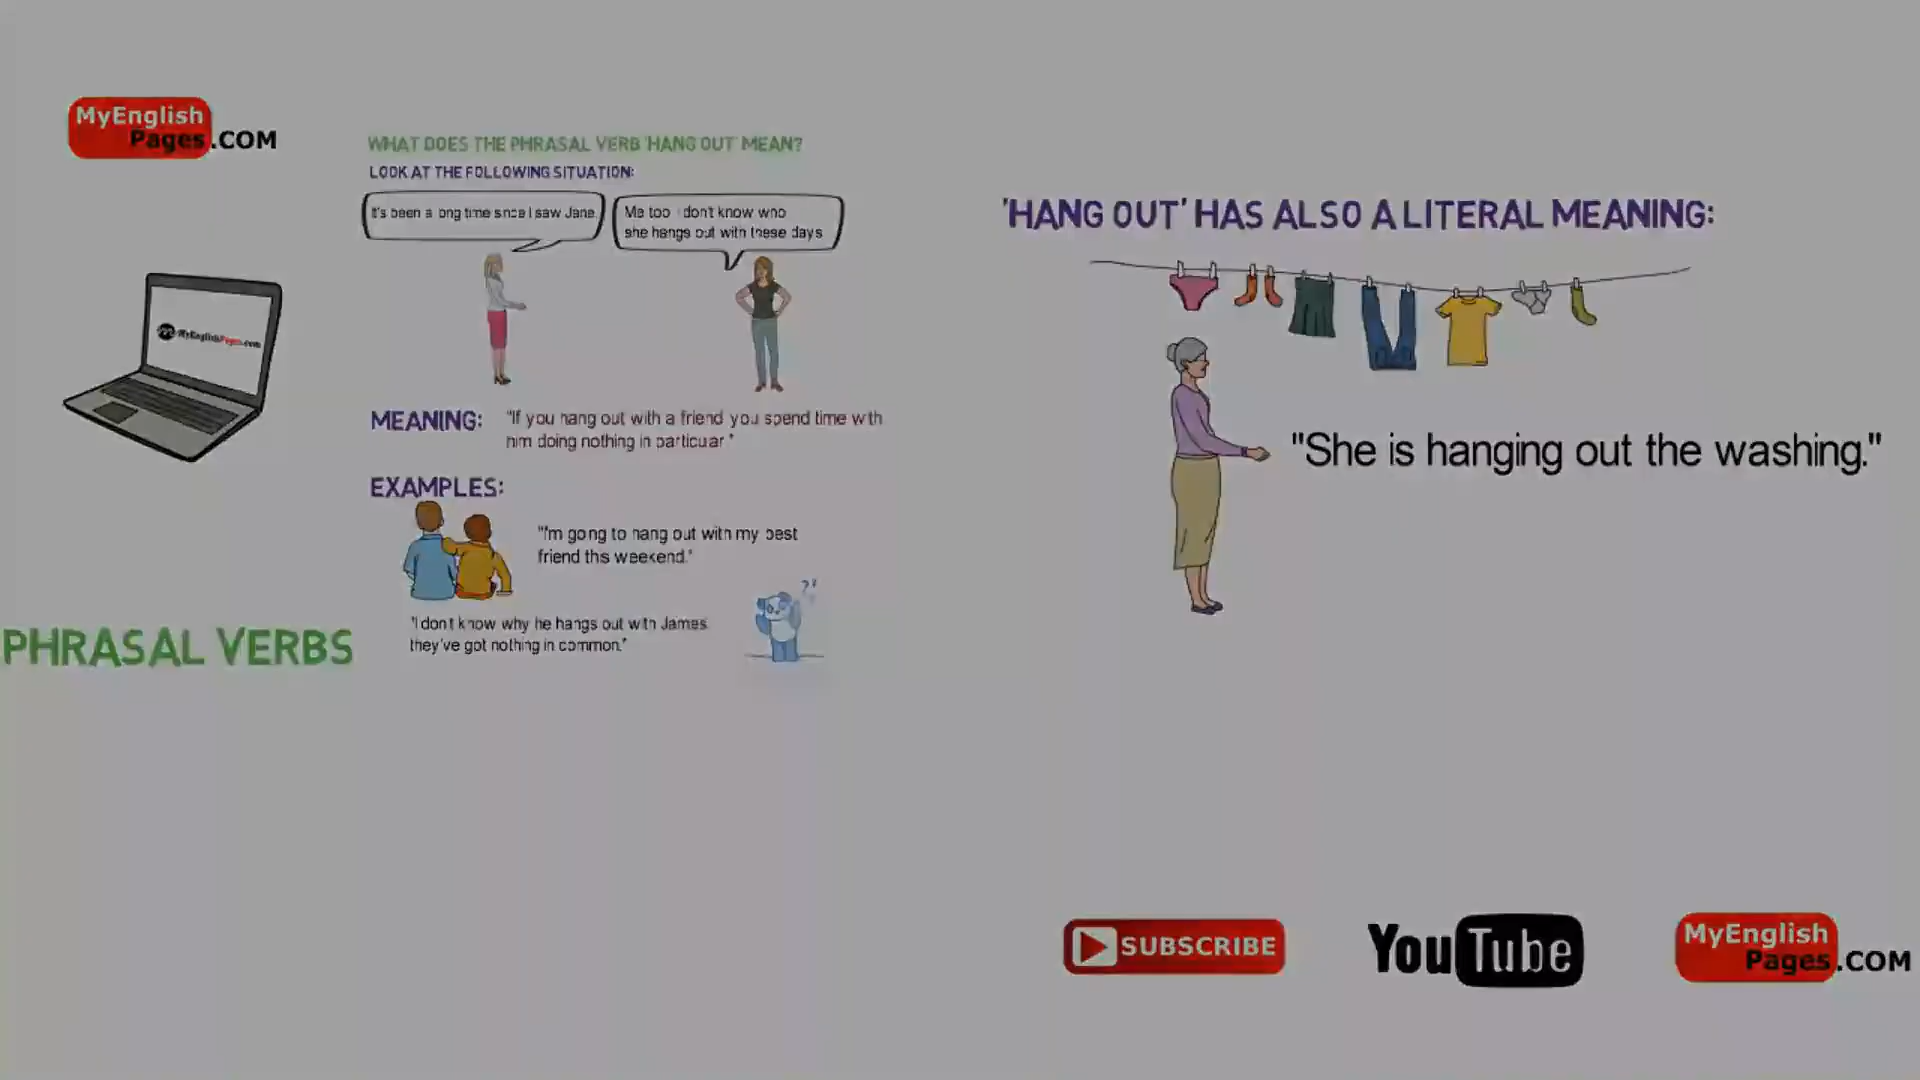 MyEnglish
Pages.COM
WHAT DOES THE PHRASAL VERB 'HANG OUT' MEAN?
LOOK AT THE FOLLOWING SITUATION:
It's been a long time since I saw Jane.
Me too I don't know who
she hangs out with these days
MyEnglishPages.com
MEANING: "If you hang out with a friend you spend time with
him doing nothing in particular."
EXAMPLES:
"I'm going to hang out with my best
friend this weekend."
??
"I don't know why he hangs out with James
they've got nothing in common."
PHRASAL VERBS
'HANG OUT' HAS ALSO A LITERAL MEANING:
"She is hanging out the washing."
SUBSCRIBE
YouTube
MyEnglish
Pages.COM